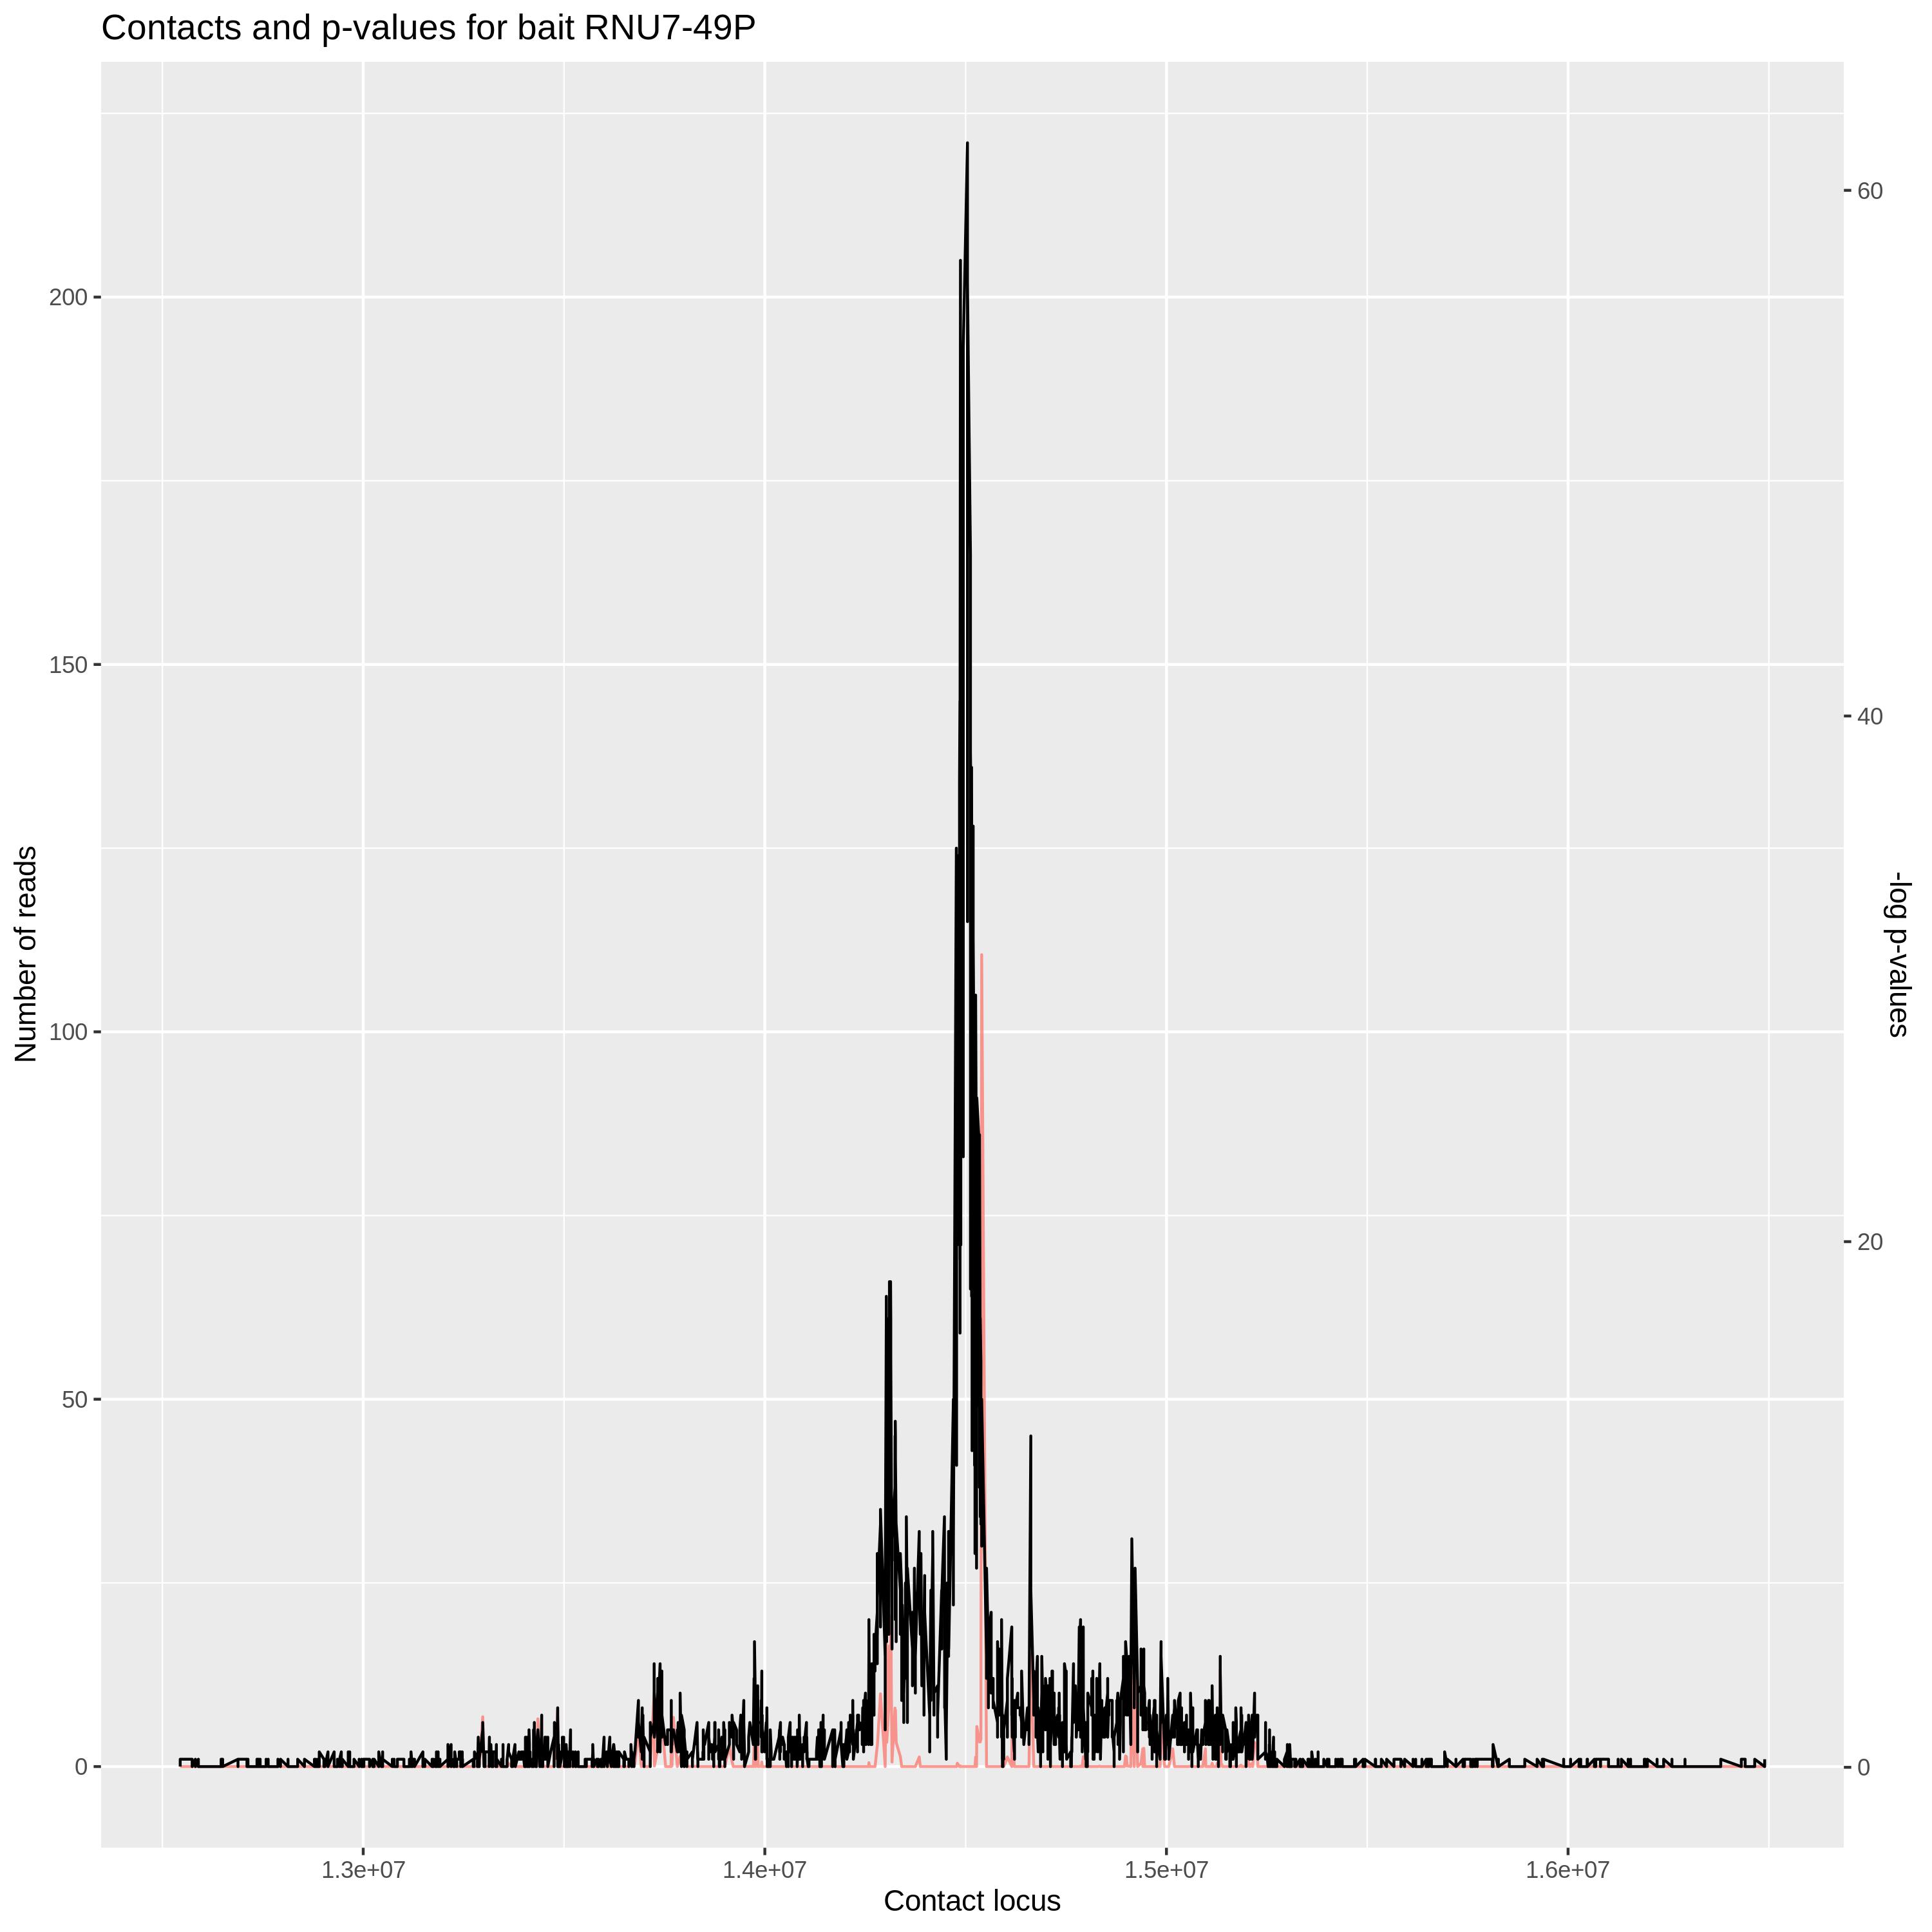 Contacts and p-values for bait RNU7-49P
Number of reads
200
150
100
50
0
60
40
20
0
-log p-values
1.3e+07
1.4e+07
1.5e+07
1.6e+07
Contact locus